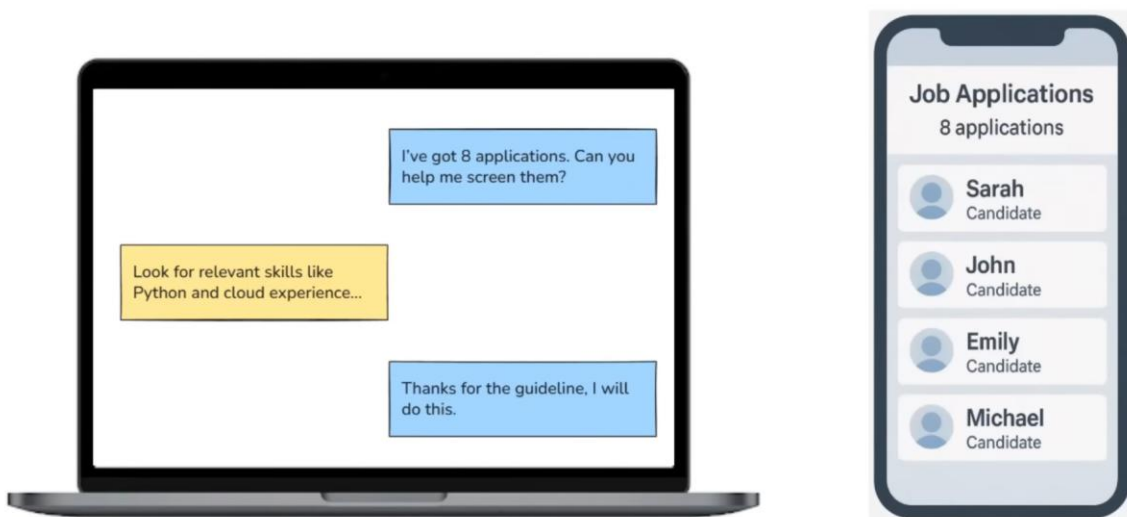 I've got 8 applications. Can you
help me screen them?
Look for relevant skills like
Python and cloud experience...
Thanks for the guideline, I will
do this.
Job Applications
8 applications
Sarah
Candidate
John
Candidate
Emily
Candidate
Michael
Candidate